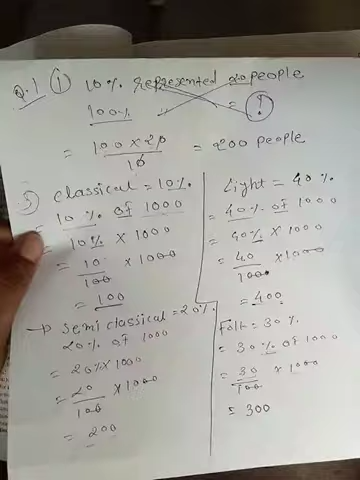 Q.1 ① 10% represented 20 people
100% " = ?
= 100 × 20 / 10 = 200 people
③ classical = 10%.
= 10% of 1000
= 10% × 1000
= 10/100 × 1000
= 100
→ semi classical = 20%.
20% of 1000
= 20% × 1000
= 20/100 × 1000
= 200
Light = 40%.
= 40% of 1000
= 40% × 1000
= 40/100 × 1000
= 400
Folk = 30%.
= 30% of 1000
= 30/100 × 1000
= 300